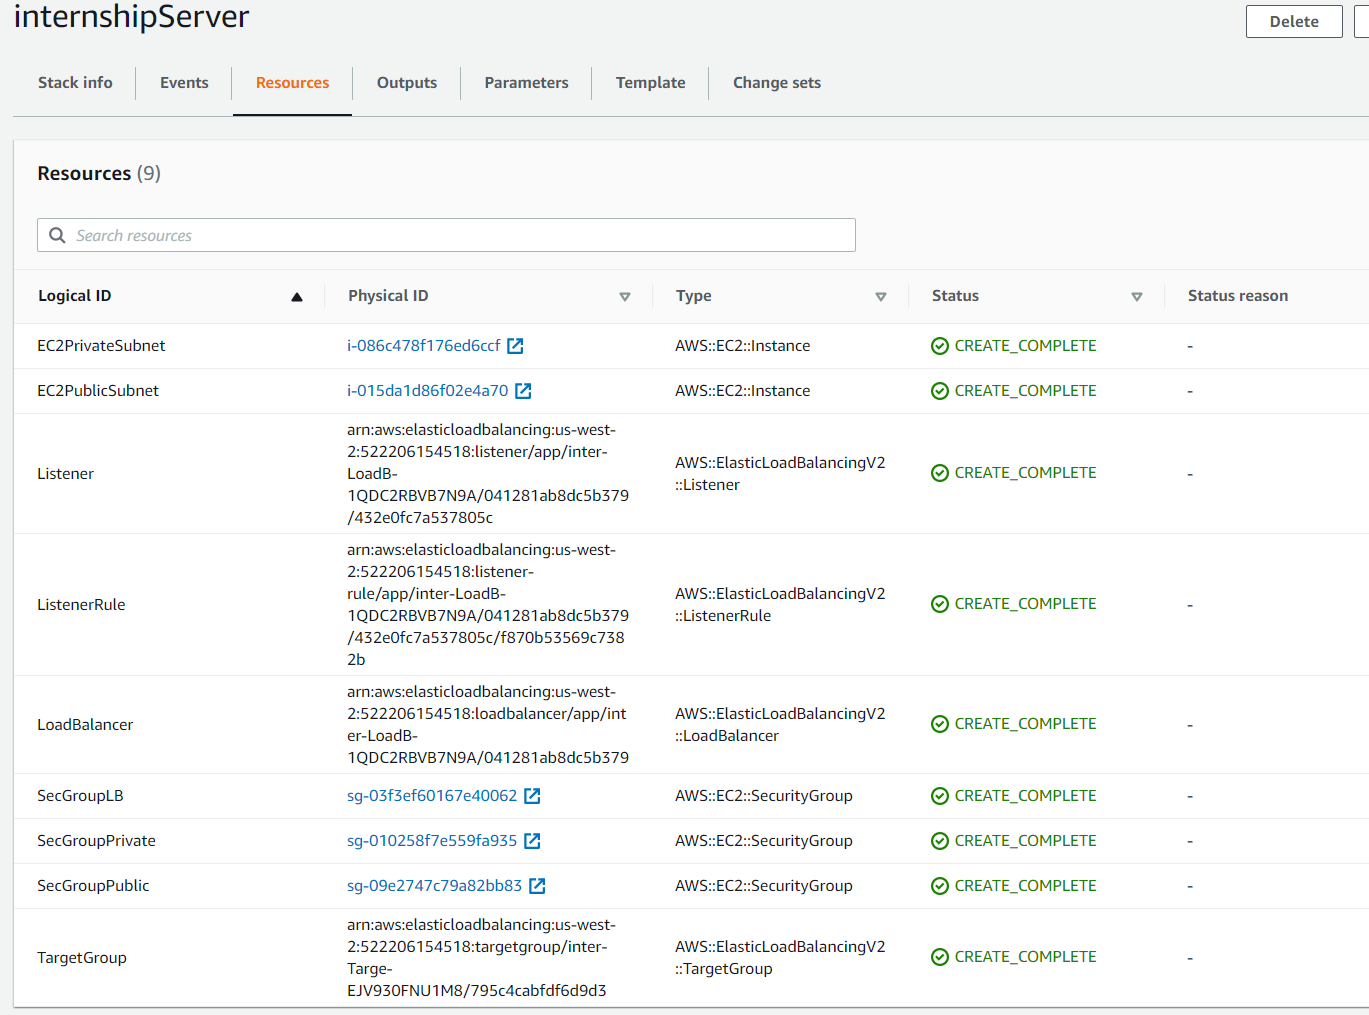 internshipServer
Delete
Stack info Events Resources Outputs Parameters Template Change sets
Resources (9)
Search resources
Logical ID Physical ID Type Status Status reason
EC2PrivateSubnet i-086c478f176ed6ccf AWS::EC2::Instance CREATE_COMPLETE -
EC2PublicSubnet i-015da1d86f02e4a70 AWS::EC2::Instance CREATE_COMPLETE -
Listener
arn:aws:elasticloadbalancing:us-west-
2:522206154518:listener/app/inter-
LoadB-
1QDC2RBVB7N9A/041281ab8dc5b379
/432e0fc7a537805c
AWS::ElasticLoadBalancingV2
::Listener
CREATE_COMPLETE -
ListenerRule
arn:aws:elasticloadbalancing:us-west-
2:522206154518:listener-
rule/app/inter-LoadB-
1QDC2RBVB7N9A/041281ab8dc5b379
/432e0fc7a537805c/f870b53569c738
2b
AWS::ElasticLoadBalancingV2
::ListenerRule
CREATE_COMPLETE -
LoadBalancer
arn:aws:elasticloadbalancing:us-west-
2:522206154518:loadbalancer/app/int
er-LoadB-
1QDC2RBVB7N9A/041281ab8dc5b379
AWS::ElasticLoadBalancingV2
::LoadBalancer
CREATE_COMPLETE -
SecGroupLB sg-03f3ef60167e40062 AWS::EC2::SecurityGroup CREATE_COMPLETE -
SecGroupPrivate sg-010258f7e559fa935 AWS::EC2::SecurityGroup CREATE_COMPLETE -
SecGroupPublic sg-09e2747c79a82bb83 AWS::EC2::SecurityGroup CREATE_COMPLETE -
TargetGroup
arn:aws:elasticloadbalancing:us-west-
2:522206154518:targetgroup/inter-
Targe-
EJV930FNU1M8/795c4cabfdf6d9d3
AWS::ElasticLoadBalancingV2
::TargetGroup
CREATE_COMPLETE -